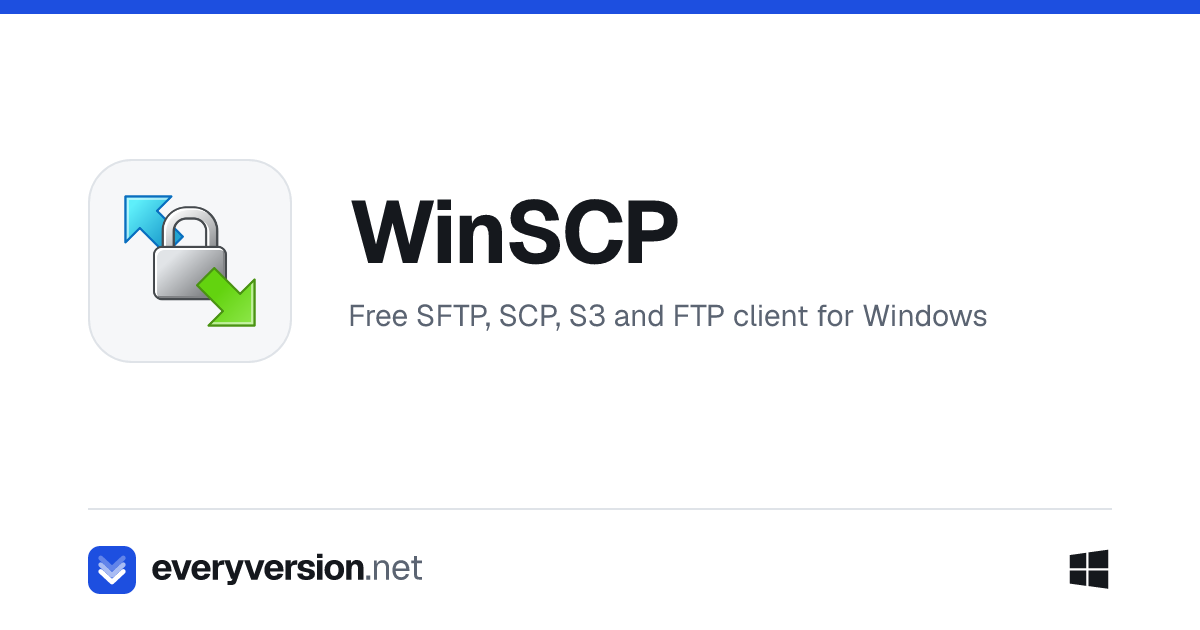 WinSCP
Free SFTP, SCP, S3 and FTP client for Windows
everyversion.net